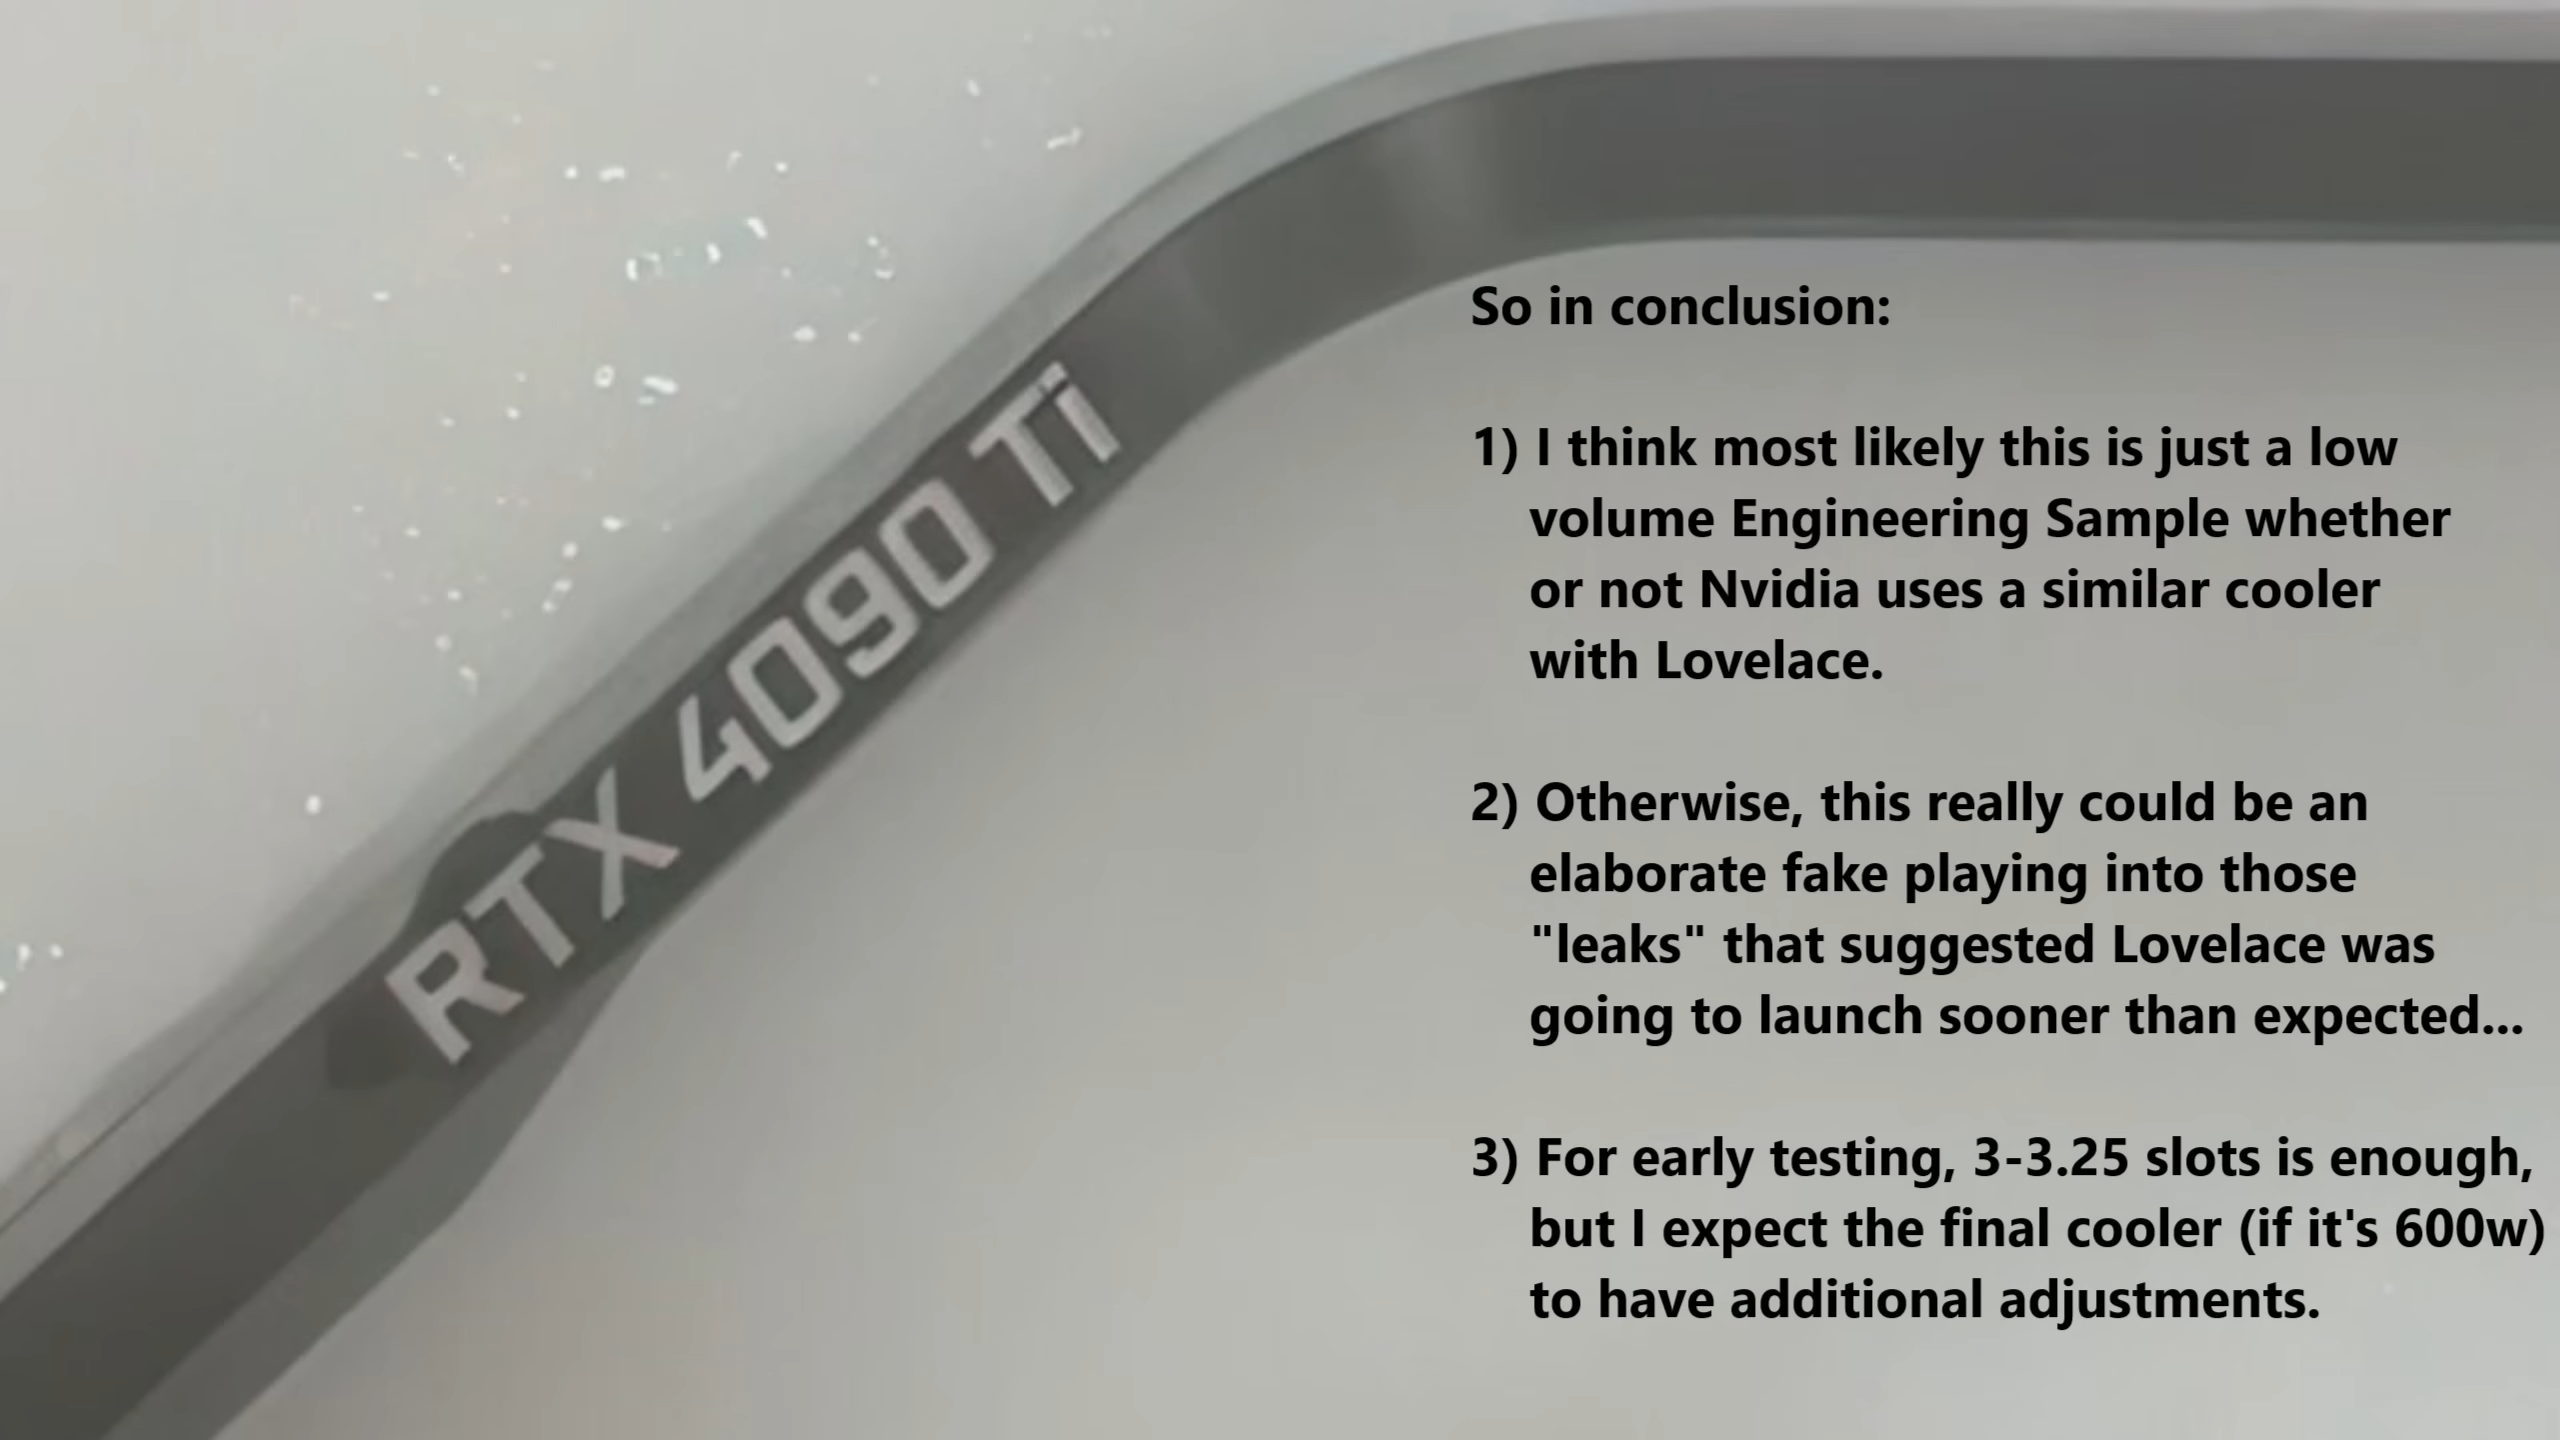 RTX 4090 Ti
So in conclusion:
1) I think most likely this is just a low
volume Engineering Sample whether
or not Nvidia uses a similar cooler
with Lovelace.
2) Otherwise, this really could be an
elaborate fake playing into those
"leaks" that suggested Lovelace was
going to launch sooner than expected...
3) For early testing, 3-3.25 slots is enough,
but I expect the final cooler (if it's 600w)
to have additional adjustments.